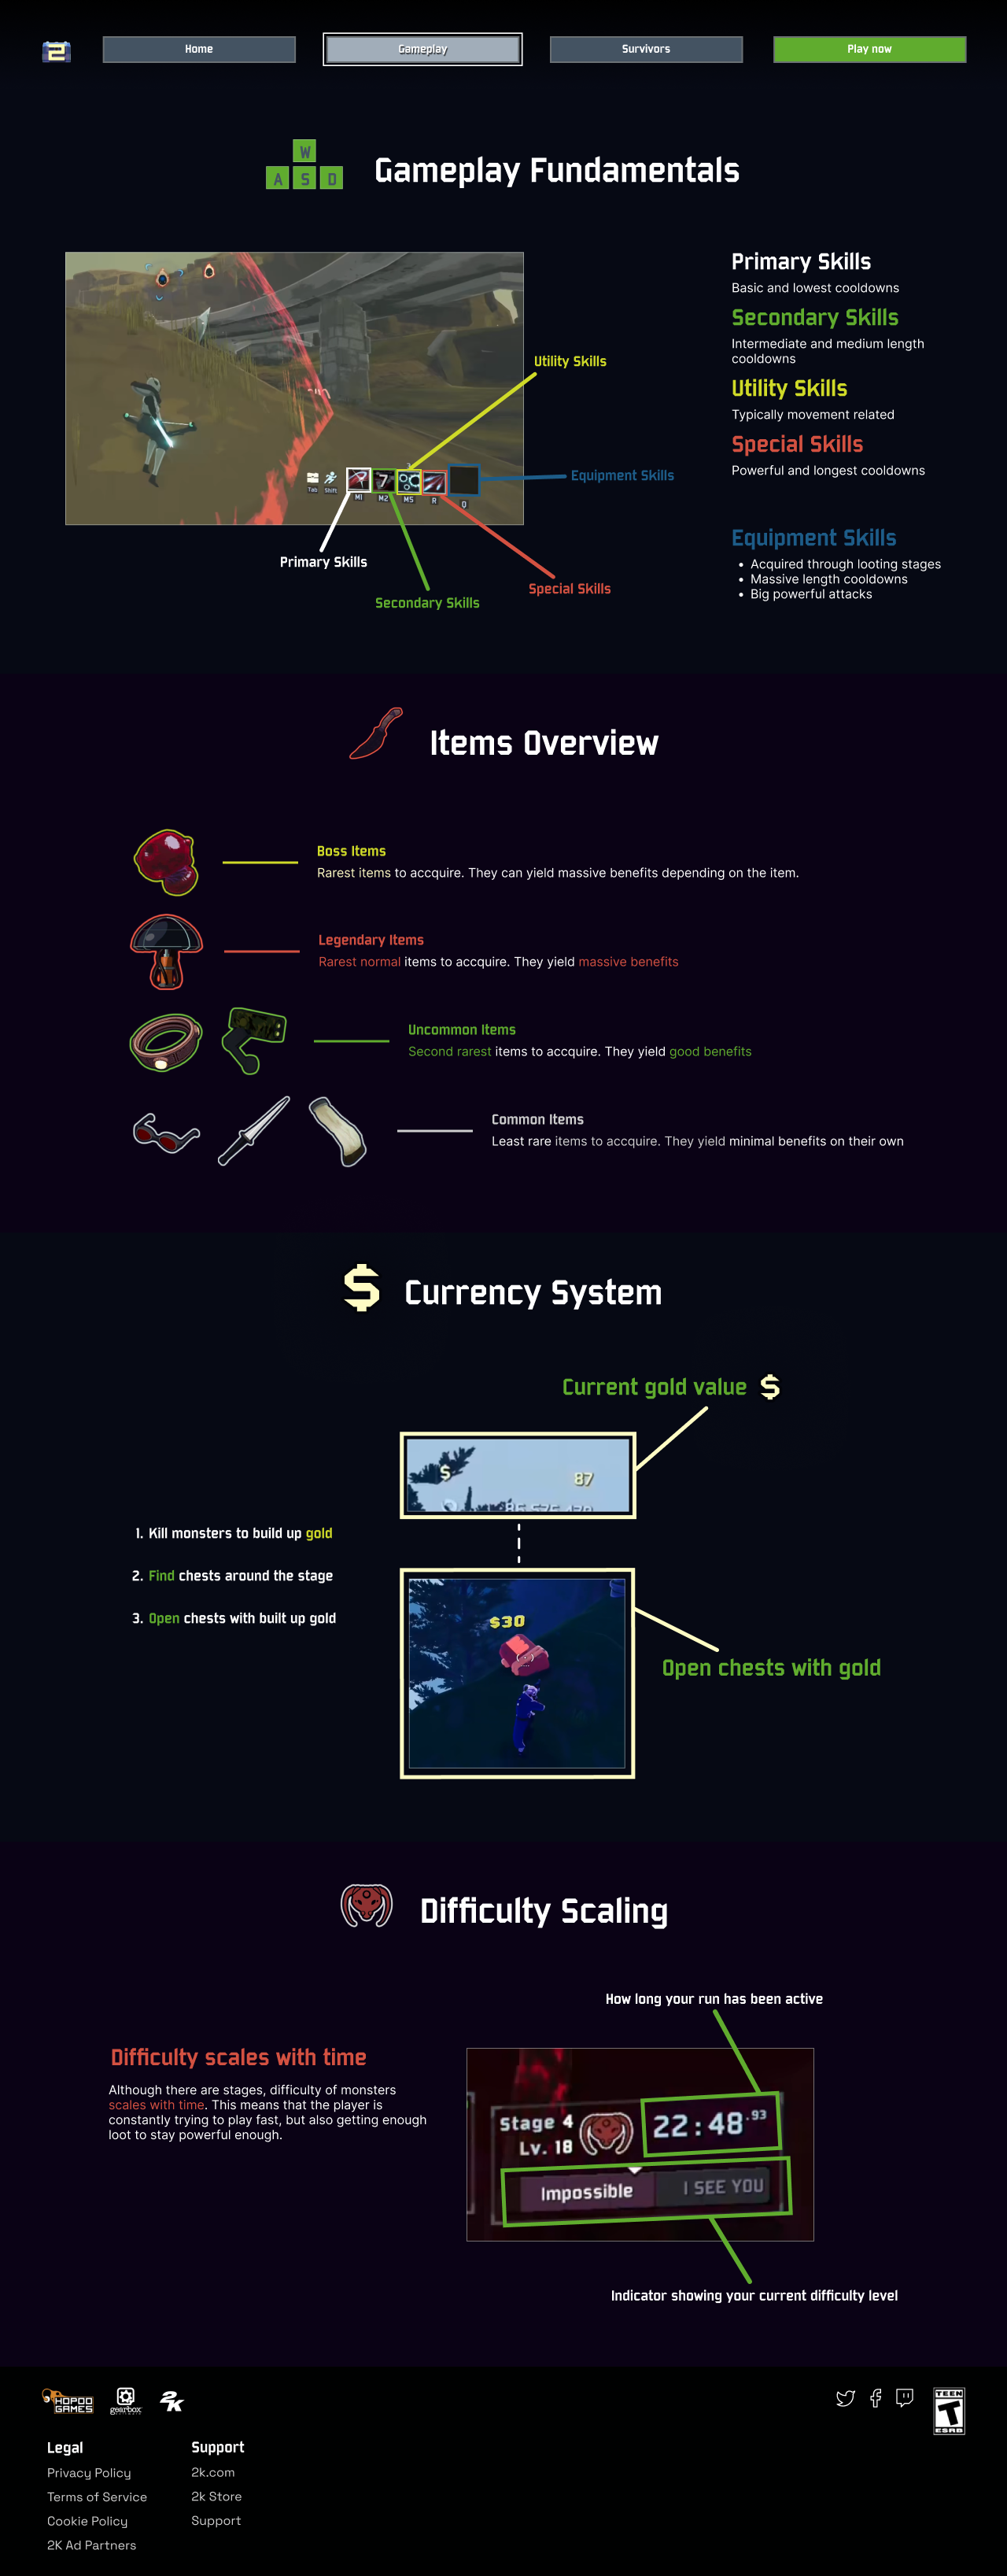 2
Home
Gameplay
Survivors
Play now
W
A S D
Gameplay Fundamentals
Primary Skills
Basic and lowest cooldowns
Secondary Skills
Intermediate and medium length
cooldowns
Utility Skills
Typically movement related
Special Skills
Powerful and longest cooldowns
Equipment Skills
• Acquired through looting stages
• Massive length cooldowns
• Big powerful attacks
Utility Skills
Equipment Skills
Tab Shift M1 M2 M5 R Q
7
Primary Skills
Special Skills
Secondary Skills
Items Overview
Boss Items
Rarest items to accquire. They can yield massive benefits depending on the item.
Legendary Items
Rarest normal items to accquire. They yield massive benefits
Uncommon Items
Second rarest items to accquire. They yield good benefits
Common Items
Least rare items to accquire. They yield minimal benefits on their own
$ Currency System
Current gold value $
$ 87
1. Kill monsters to build up gold
2. Find chests around the stage
3. Open chests with built up gold
$30
Open chests with gold
Difficulty Scaling
How long your run has been active
Difficulty scales with time
Although there are stages, difficulty of monsters
scales with time. This means that the player is
constantly trying to play fast, but also getting enough
loot to stay powerful enough.
Stage 4
Lv. 18
22:48.93
Impossible
I SEE YOU
Indicator showing your current difficulty level
HOPOO
GAMES
gearbox
2K
TEEN
T
ESRB
Legal
Privacy Policy
Terms of Service
Cookie Policy
2K Ad Partners
Support
2k.com
2k Store
Support